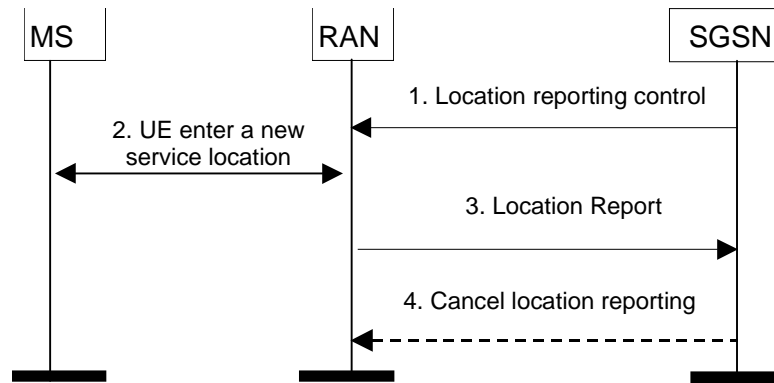 MS
RAN
SGSN
1. Location reporting control
2. UE enter a new
service location
3. Location Report
4. Cancel location reporting